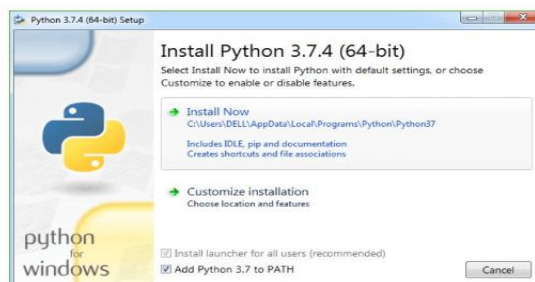 Python 3.7.4 (64-bit) Setup
Install Python 3.7.4 (64-bit)
Select Install Now to install Python with default settings, or choose
Customize to enable or disable features.
Install Now
C:\Users\DELL\AppData\Local\Programs\Python\Python37
Includes IDLE, pip and documentation
Creates shortcuts and file associations
Customize installation
Choose location and features
python
for
windows
Install launcher for all users (recommended)
Add Python 3.7 to PATH
Cancel